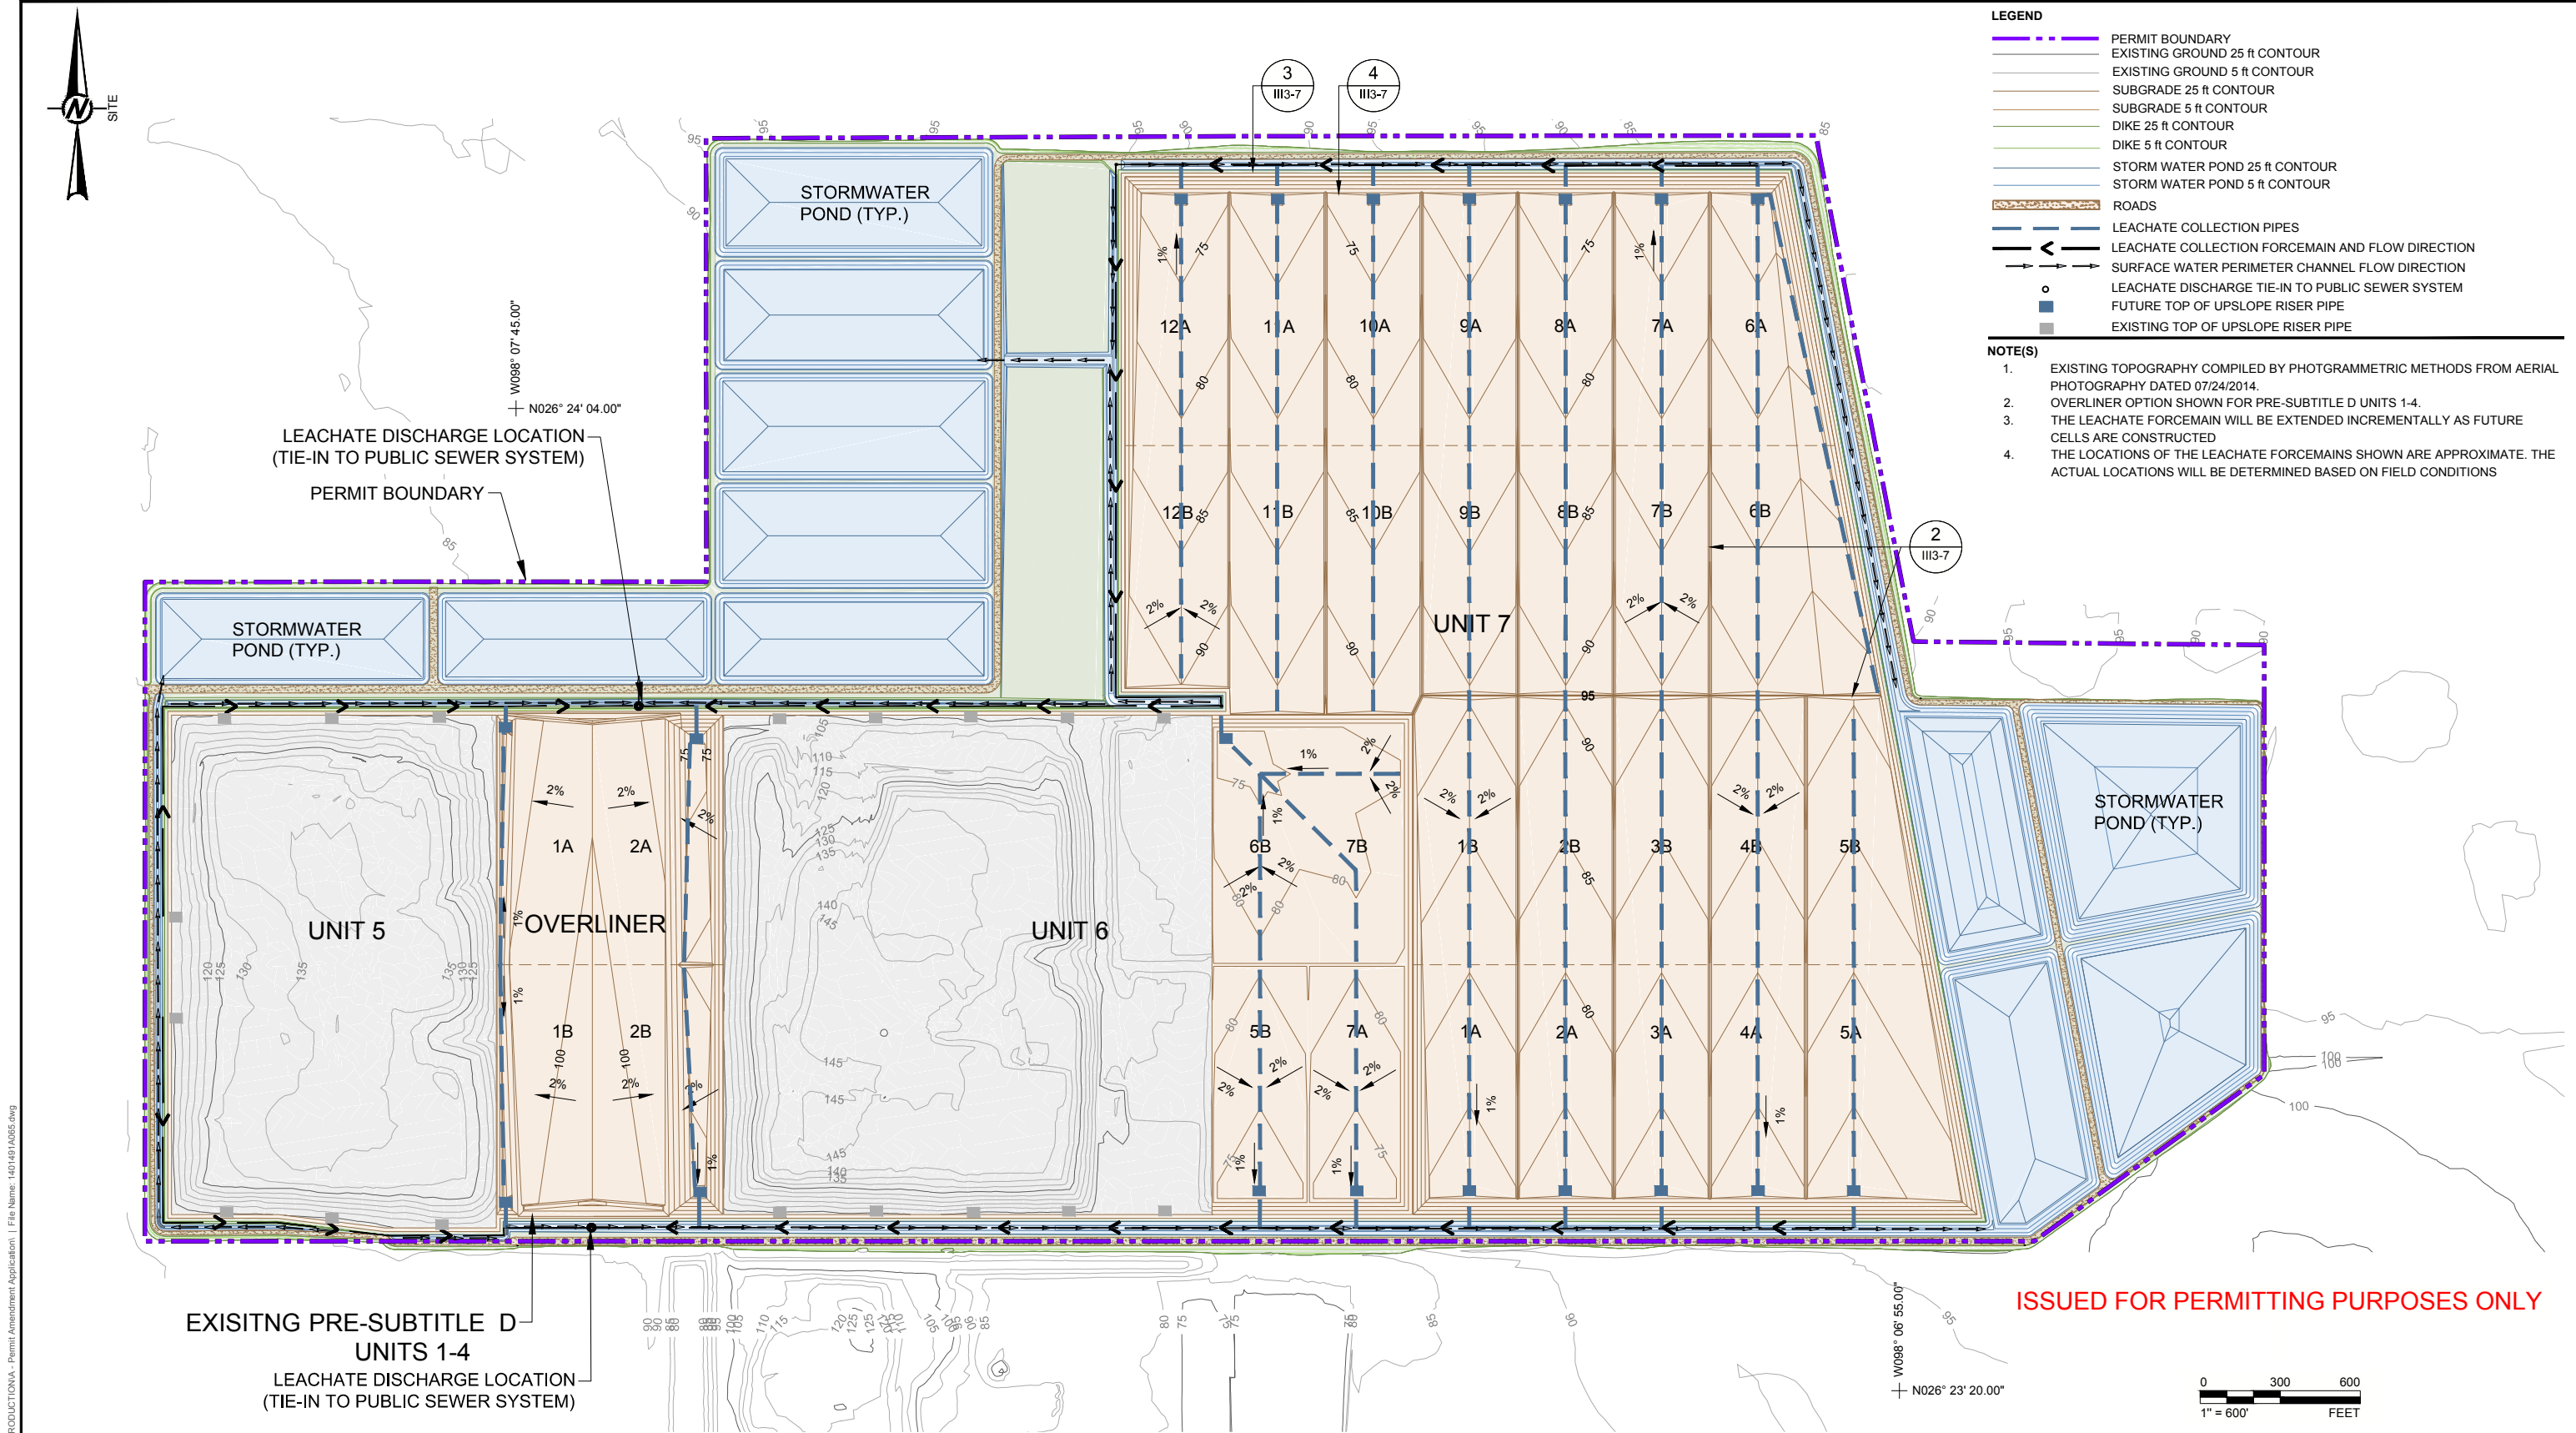 SITE
N
3
III3-7
4
III3-7
LEGEND
PERMIT BOUNDARY
EXISTING GROUND 25 ft CONTOUR
EXISTING GROUND 5 ft CONTOUR
SUBGRADE 25 ft CONTOUR
SUBGRADE 5 ft CONTOUR
DIKE 25 ft CONTOUR
DIKE 5 ft CONTOUR
STORM WATER POND 25 ft CONTOUR
STORM WATER POND 5 ft CONTOUR
ROADS
LEACHATE COLLECTION PIPES
LEACHATE COLLECTION FORCEMAIN AND FLOW DIRECTION
SURFACE WATER PERIMETER CHANNEL FLOW DIRECTION
LEACHATE DISCHARGE TIE-IN TO PUBLIC SEWER SYSTEM
FUTURE TOP OF UPSLOPE RISER PIPE
EXISTING TOP OF UPSLOPE RISER PIPE
NOTE(S)
1. EXISTING TOPOGRAPHY COMPILED BY PHOTGRAMMETRIC METHODS FROM AERIAL
PHOTOGRAPHY DATED 07/24/2014.
2. OVERLINER OPTION SHOWN FOR PRE-SUBTITLE D UNITS 1-4.
3. THE LEACHATE FORCEMAIN WILL BE EXTENDED INCREMENTALLY AS FUTURE
CELLS ARE CONSTRUCTED
4. THE LOCATIONS OF THE LEACHATE FORCEMAINS SHOWN ARE APPROXIMATE. THE
ACTUAL LOCATIONS WILL BE DETERMINED BASED ON FIELD CONDITIONS
STORMWATER
POND (TYP.)
W098° 07' 45.00"
N026° 24' 04.00"
LEACHATE DISCHARGE LOCATION
(TIE-IN TO PUBLIC SEWER SYSTEM)
PERMIT BOUNDARY
12A 11A 10A 9A 8A 7A 6A
12B 11B 10B 9B 8B 7B 6B
2
III3-7
UNIT 7
STORMWATER
POND (TYP.)
STORMWATER
POND (TYP.)
1A 2A 6B 7B 1B 2B 3B 4B 5B
UNIT 5
OVERLINER
UNIT 6
1B 2B 5B 7A 1A 2A 3A 4A 5A
EXISITNG PRE-SUBTITLE D
UNITS 1-4
LEACHATE DISCHARGE LOCATION
(TIE-IN TO PUBLIC SEWER SYSTEM)
W098° 06' 55.00"
N026° 23' 20.00"
ISSUED FOR PERMITTING PURPOSES ONLY
0 300 600
1" = 600' FEET
RODUCTION\A - Permit Amendment Application\ | File Name: 1401491A065.dwg